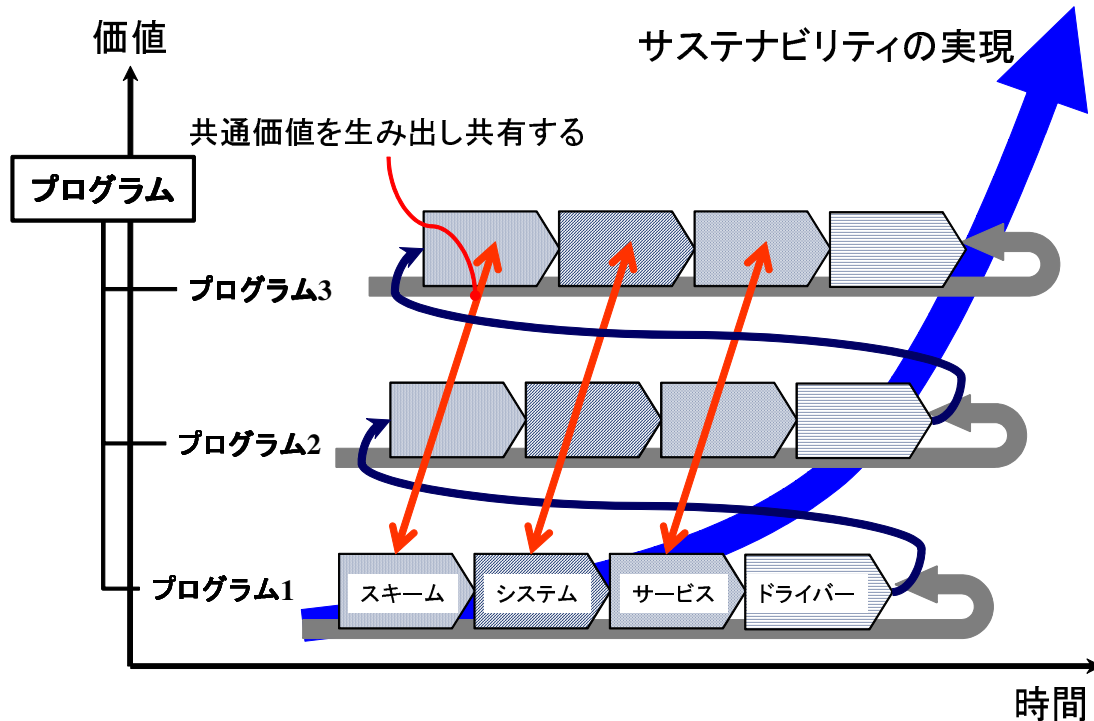 価値
サステナビリティの実現
共通価値を生み出し共有する
プログラム
プログラム3
プログラム2
プログラム1
スキーム
システム
サービス
ドライバー
時間